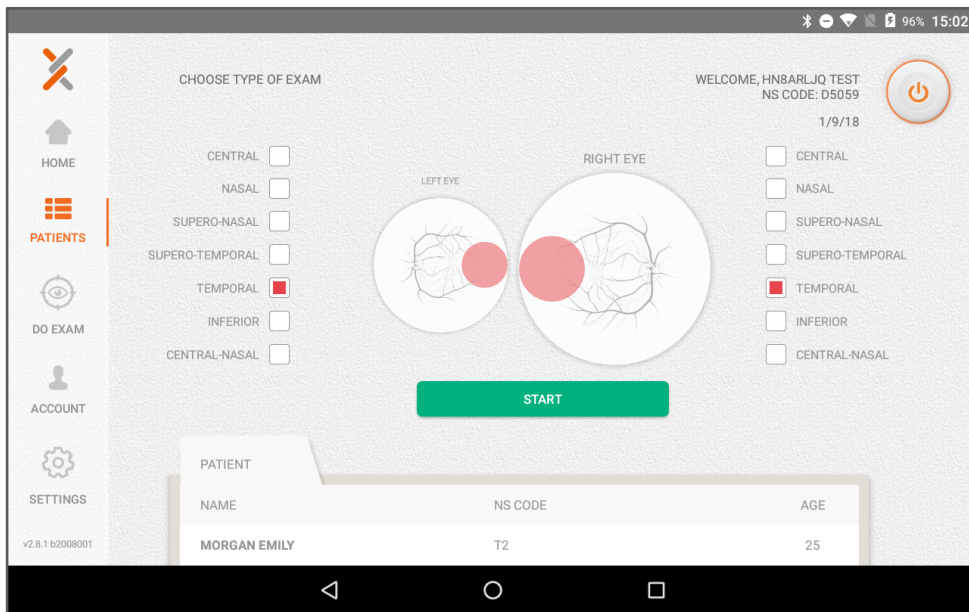 96% 15:02
CHOOSE TYPE OF EXAM
WELCOME, HN8ARLJQ TEST
NS CODE: D5059
1/9/18
HOME
PATIENTS
DO EXAM
ACCOUNT
SETTINGS
v2.8.1 b2008001
CENTRAL
NASAL
SUPERO-NASAL
SUPERO-TEMPORAL
TEMPORAL
INFERIOR
CENTRAL-NASAL
LEFT EYE
RIGHT EYE
CENTRAL
NASAL
SUPERO-NASAL
SUPERO-TEMPORAL
TEMPORAL
INFERIOR
CENTRAL-NASAL
START
PATIENT
NAME NS CODE AGE
MORGAN EMILY T2 25